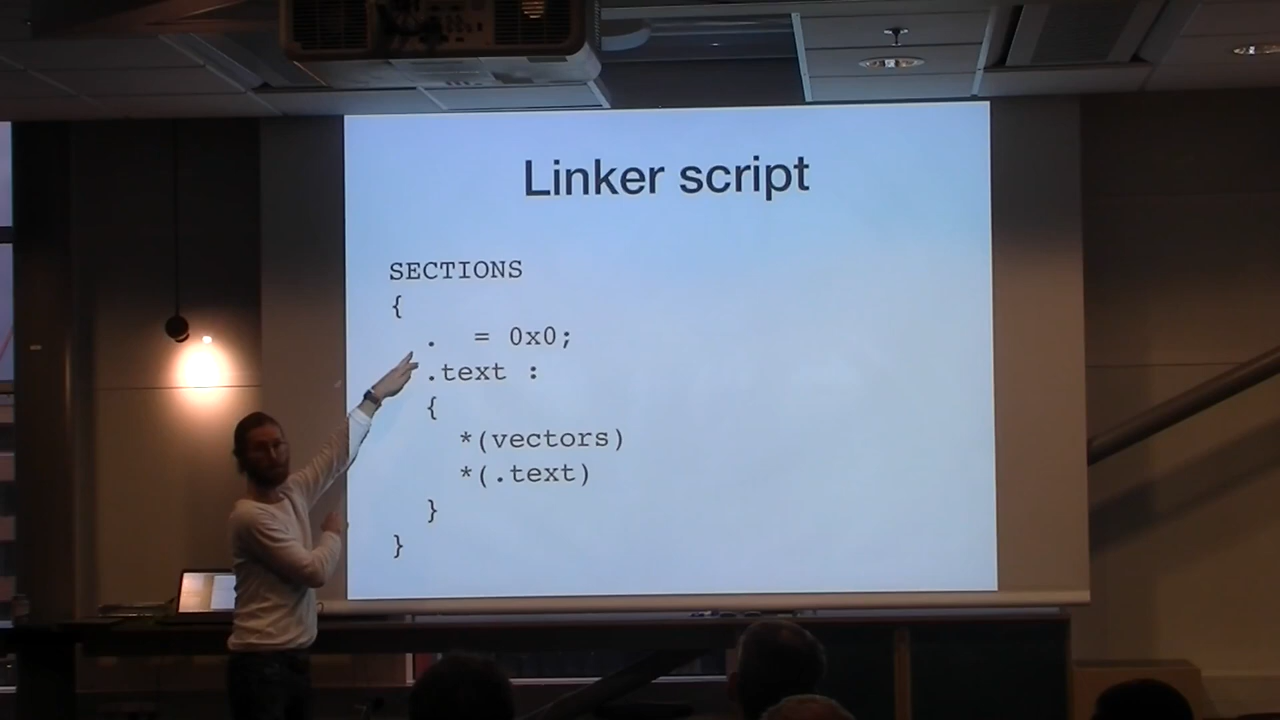 Linker script
SECTIONS
{
.  = 0x0;
.text :
{
*(vectors)
*(.text)
}
}